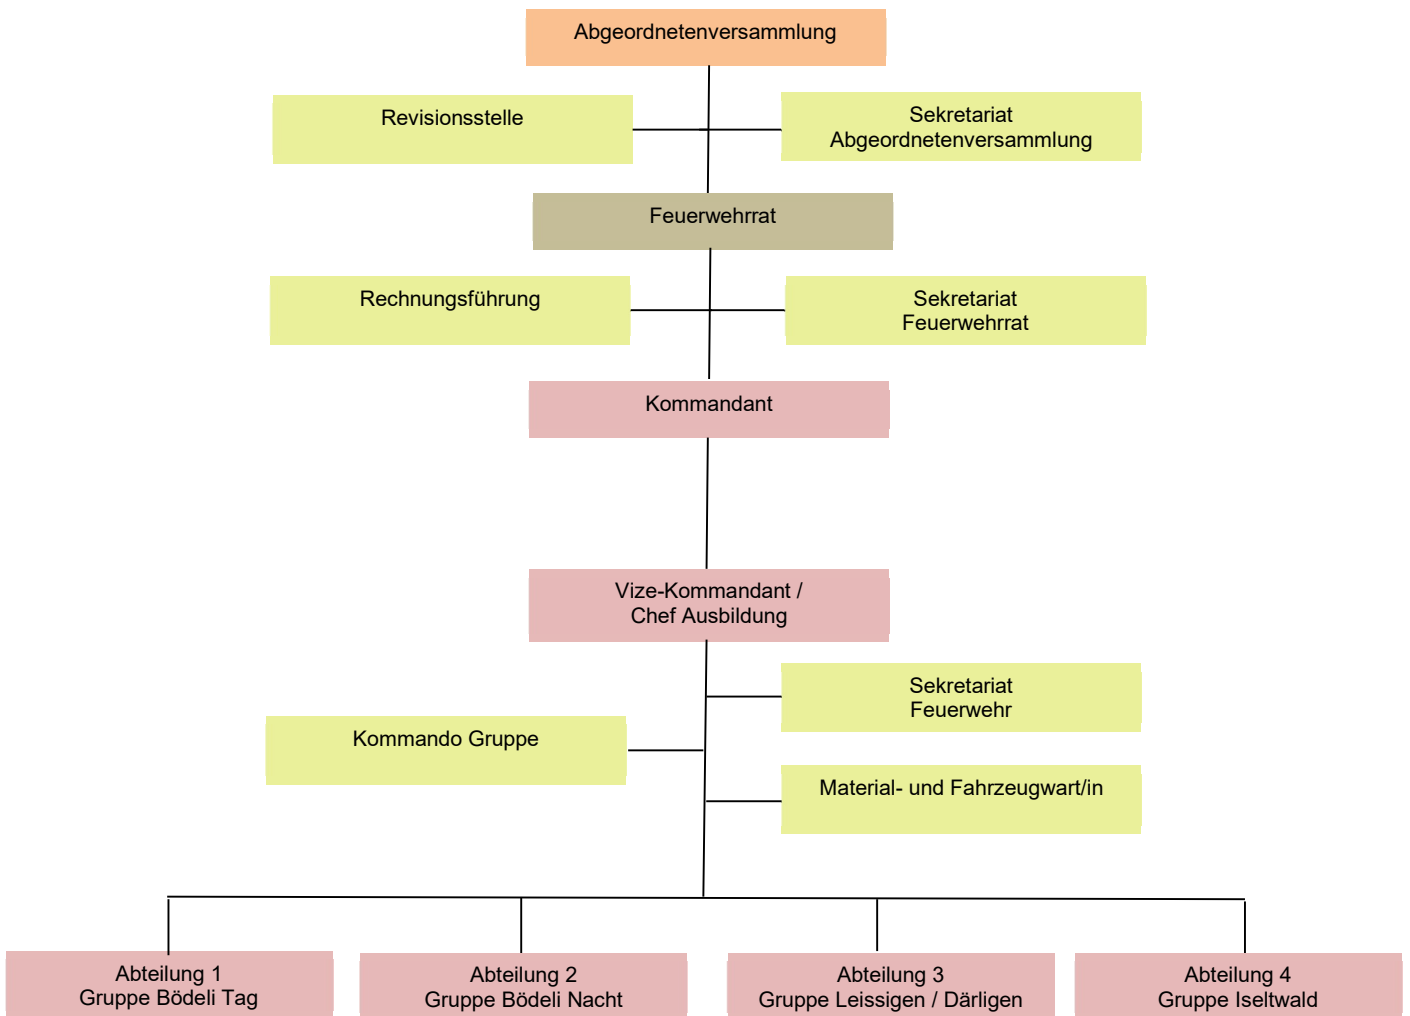 Abgeordnetenversammlung
Revisionsstelle
Sekretariat
Abgeordnetenversammlung
Feuerwehrrat
Rechnungsführung
Sekretariat
Feuerwehrrat
Kommandant
Vize-Kommandant /
Chef Ausbildung
Sekretariat
Feuerwehr
Kommando Gruppe
Material- und Fahrzeugwart/in
Abteilung 1
Gruppe Bödeli Tag
Abteilung 2
Gruppe Bödeli Nacht
Abteilung 3
Gruppe Leissigen / Därligen
Abteilung 4
Gruppe Iseltwald